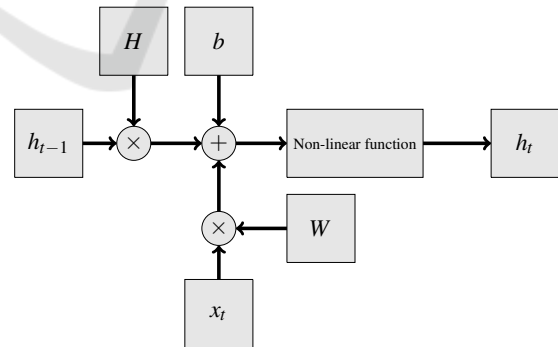 H
b
h_{t−1}
×
+
Non-linear function
h_t
×
W
x_t